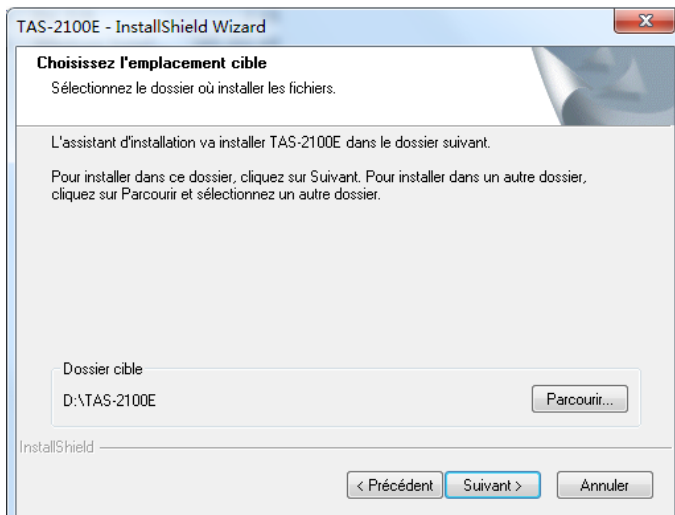 TAS-2100E - InstallShield Wizard
Choisissez l'emplacement cible
Sélectionnez le dossier où installer les fichiers.
L'assistant d'installation va installer TAS-2100E dans le dossier suivant.
Pour installer dans ce dossier, cliquez sur Suivant. Pour installer dans un autre dossier,
cliquez sur Parcourir et sélectionnez un autre dossier.
Dossier cible
D:\TAS-2100E
Parcourir...
InstallShield
< Précédent
Suivant >
Annuler